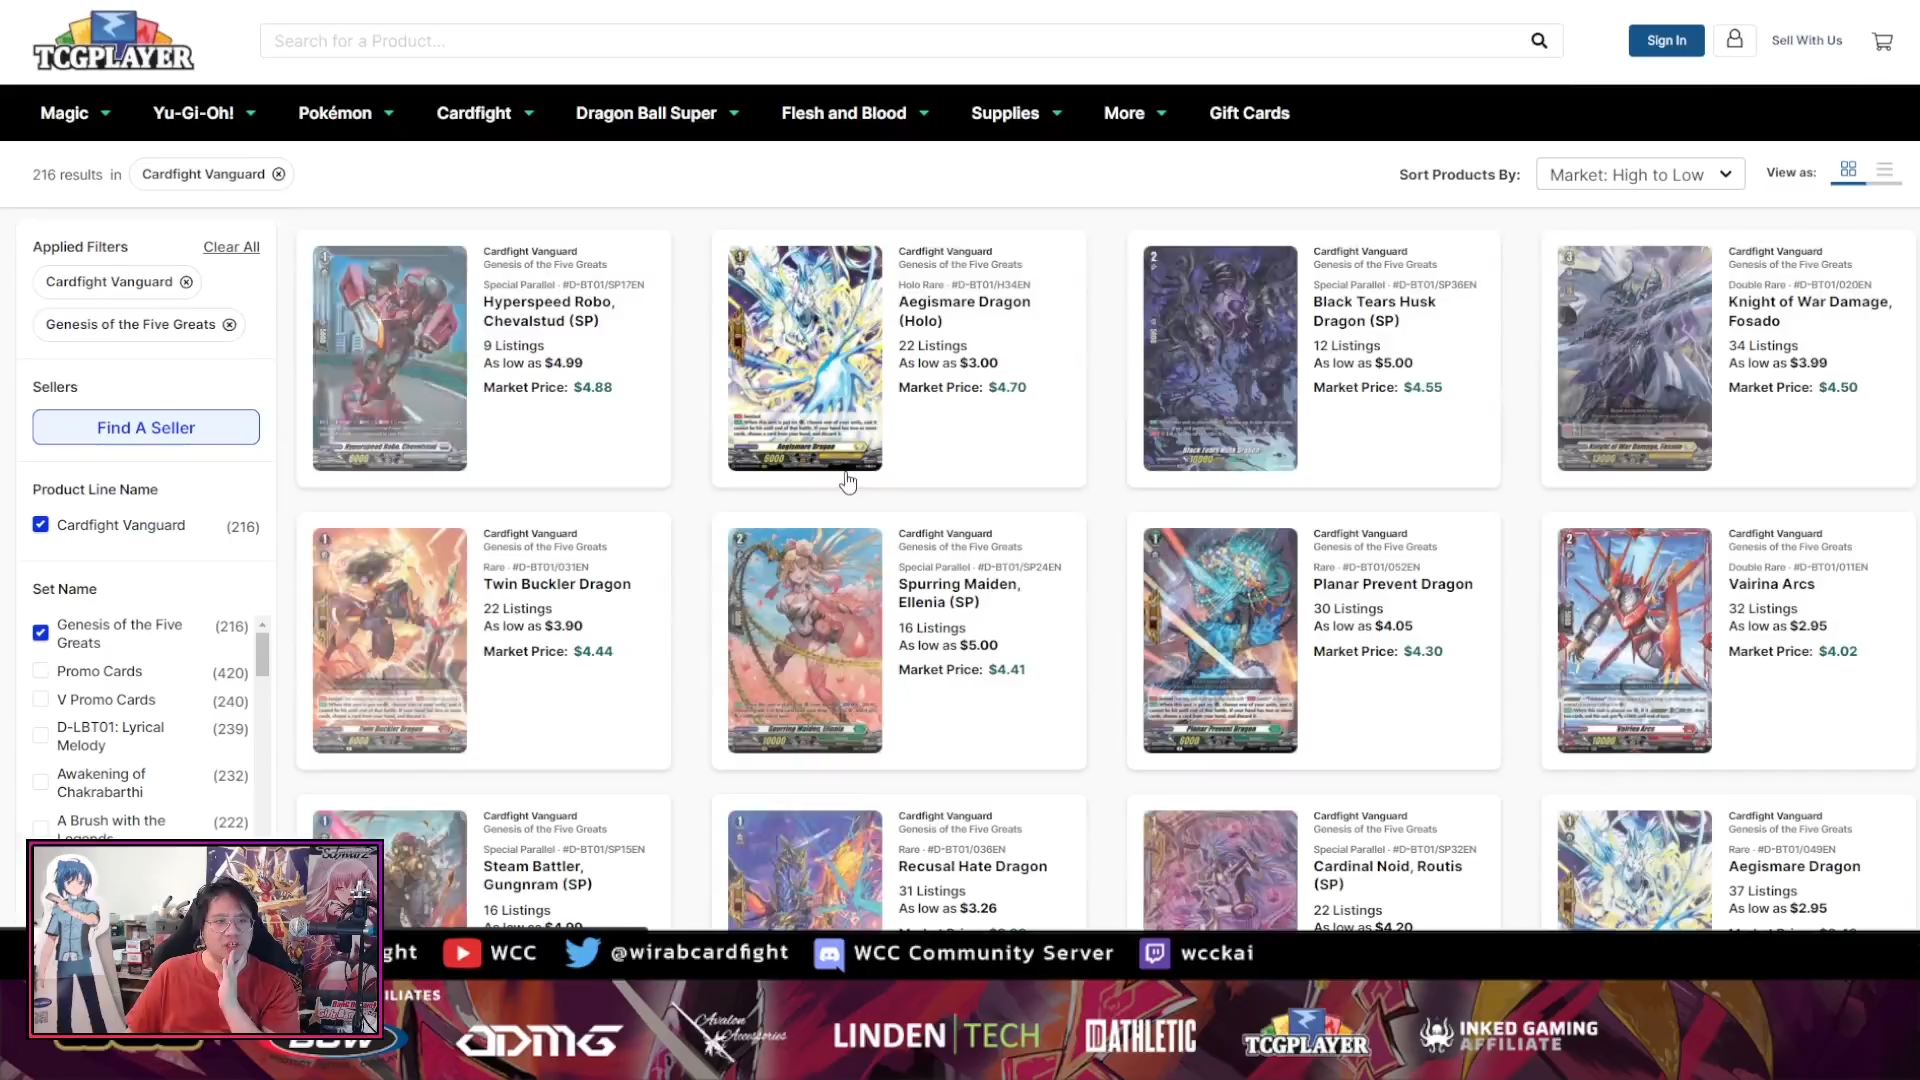 TCGPLAYER
Search for a Product...
Sign In
Sell With Us
Magic
Yu-Gi-Oh!
Pokémon
Cardfight
Dragon Ball Super
Flesh and Blood
Supplies
More
Gift Cards
216 results in
Cardfight Vanguard
Sort Products By:
Market: High to Low
View as:
Applied Filters
Clear All
Cardfight Vanguard
Genesis of the Five Greats
Sellers
Find A Seller
Product Line Name
Cardfight Vanguard (216)
Set Name
Genesis of the Five Greats (216)
Promo Cards (420)
V Promo Cards (240)
D-LBT01: Lyrical Melody (239)
Awakening of Chakrabarthi (232)
A Brush with the Legends (222)
Cardfight Vanguard
Genesis of the Five Greats
Special Parallel · #D-BT01/SP17EN
Hyperspeed Robo,
Chevalstud (SP)
9 Listings
As low as $4.99
Market Price: $4.88
Cardfight Vanguard
Genesis of the Five Greats
Holo Rare · #D-BT01/H34EN
Aegismare Dragon
(Holo)
22 Listings
As low as $3.00
Market Price: $4.70
Cardfight Vanguard
Genesis of the Five Greats
Special Parallel · #D-BT01/SP36EN
Black Tears Husk
Dragon (SP)
12 Listings
As low as $5.00
Market Price: $4.55
Cardfight Vanguard
Genesis of the Five Greats
Double Rare · #D-BT01/020EN
Knight of War Damage,
Fosado
34 Listings
As low as $3.99
Market Price: $4.50
Cardfight Vanguard
Genesis of the Five Greats
Rare · #D-BT01/031EN
Twin Buckler Dragon
22 Listings
As low as $3.90
Market Price: $4.44
Cardfight Vanguard
Genesis of the Five Greats
Special Parallel · #D-BT01/SP24EN
Spurring Maiden,
Ellenia (SP)
16 Listings
As low as $5.00
Market Price: $4.41
Cardfight Vanguard
Genesis of the Five Greats
Rare · #D-BT01/052EN
Planar Prevent Dragon
30 Listings
As low as $4.05
Market Price: $4.30
Cardfight Vanguard
Genesis of the Five Greats
Double Rare · #D-BT01/011EN
Vairina Arcs
32 Listings
As low as $2.95
Market Price: $4.02
Cardfight Vanguard
Genesis of the Five Greats
Special Parallel · #D-BT01/SP15EN
Steam Battler,
Gungnram (SP)
16 Listings
As low as $4.99
Cardfight Vanguard
Genesis of the Five Greats
Rare · #D-BT01/036EN
Recusal Hate Dragon
31 Listings
As low as $3.26
Cardfight Vanguard
Genesis of the Five Greats
Special Parallel · #D-BT01/SP32EN
Cardinal Noid, Routis
(SP)
22 Listings
As low as $4.20
Cardfight Vanguard
Genesis of the Five Greats
Rare · #D-BT01/049EN
Aegismare Dragon
37 Listings
As low as $2.95
ght
WCC
@wirabcardfight
WCC Community Server
wcckai
ILIATES
ADMG
Avalon Accessories
LINDEN | TECH
DATHLETIC
TCGPLAYER
INKED GAMING
AFFILIATE